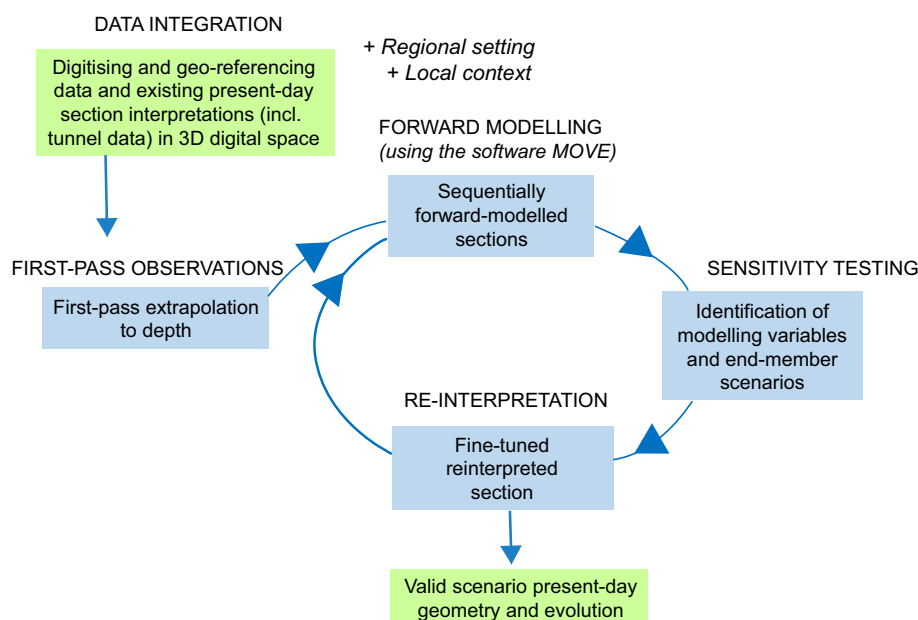 DATA INTEGRATION
Digitising and geo-referencing
data and existing present-day
section interpretations (incl.
tunnel data) in 3D digital space
+ Regional setting
+ Local context
FORWARD MODELLING
(using the software MOVE)
Sequentially
forward-modelled
sections
FIRST-PASS OBSERVATIONS
First-pass extrapolation
to depth
SENSITIVITY TESTING
Identification of
modelling variables
and end-member
scenarios
RE-INTERPRETATION
Fine-tuned
reinterpreted
section
Valid scenario present-day
geometry and evolution